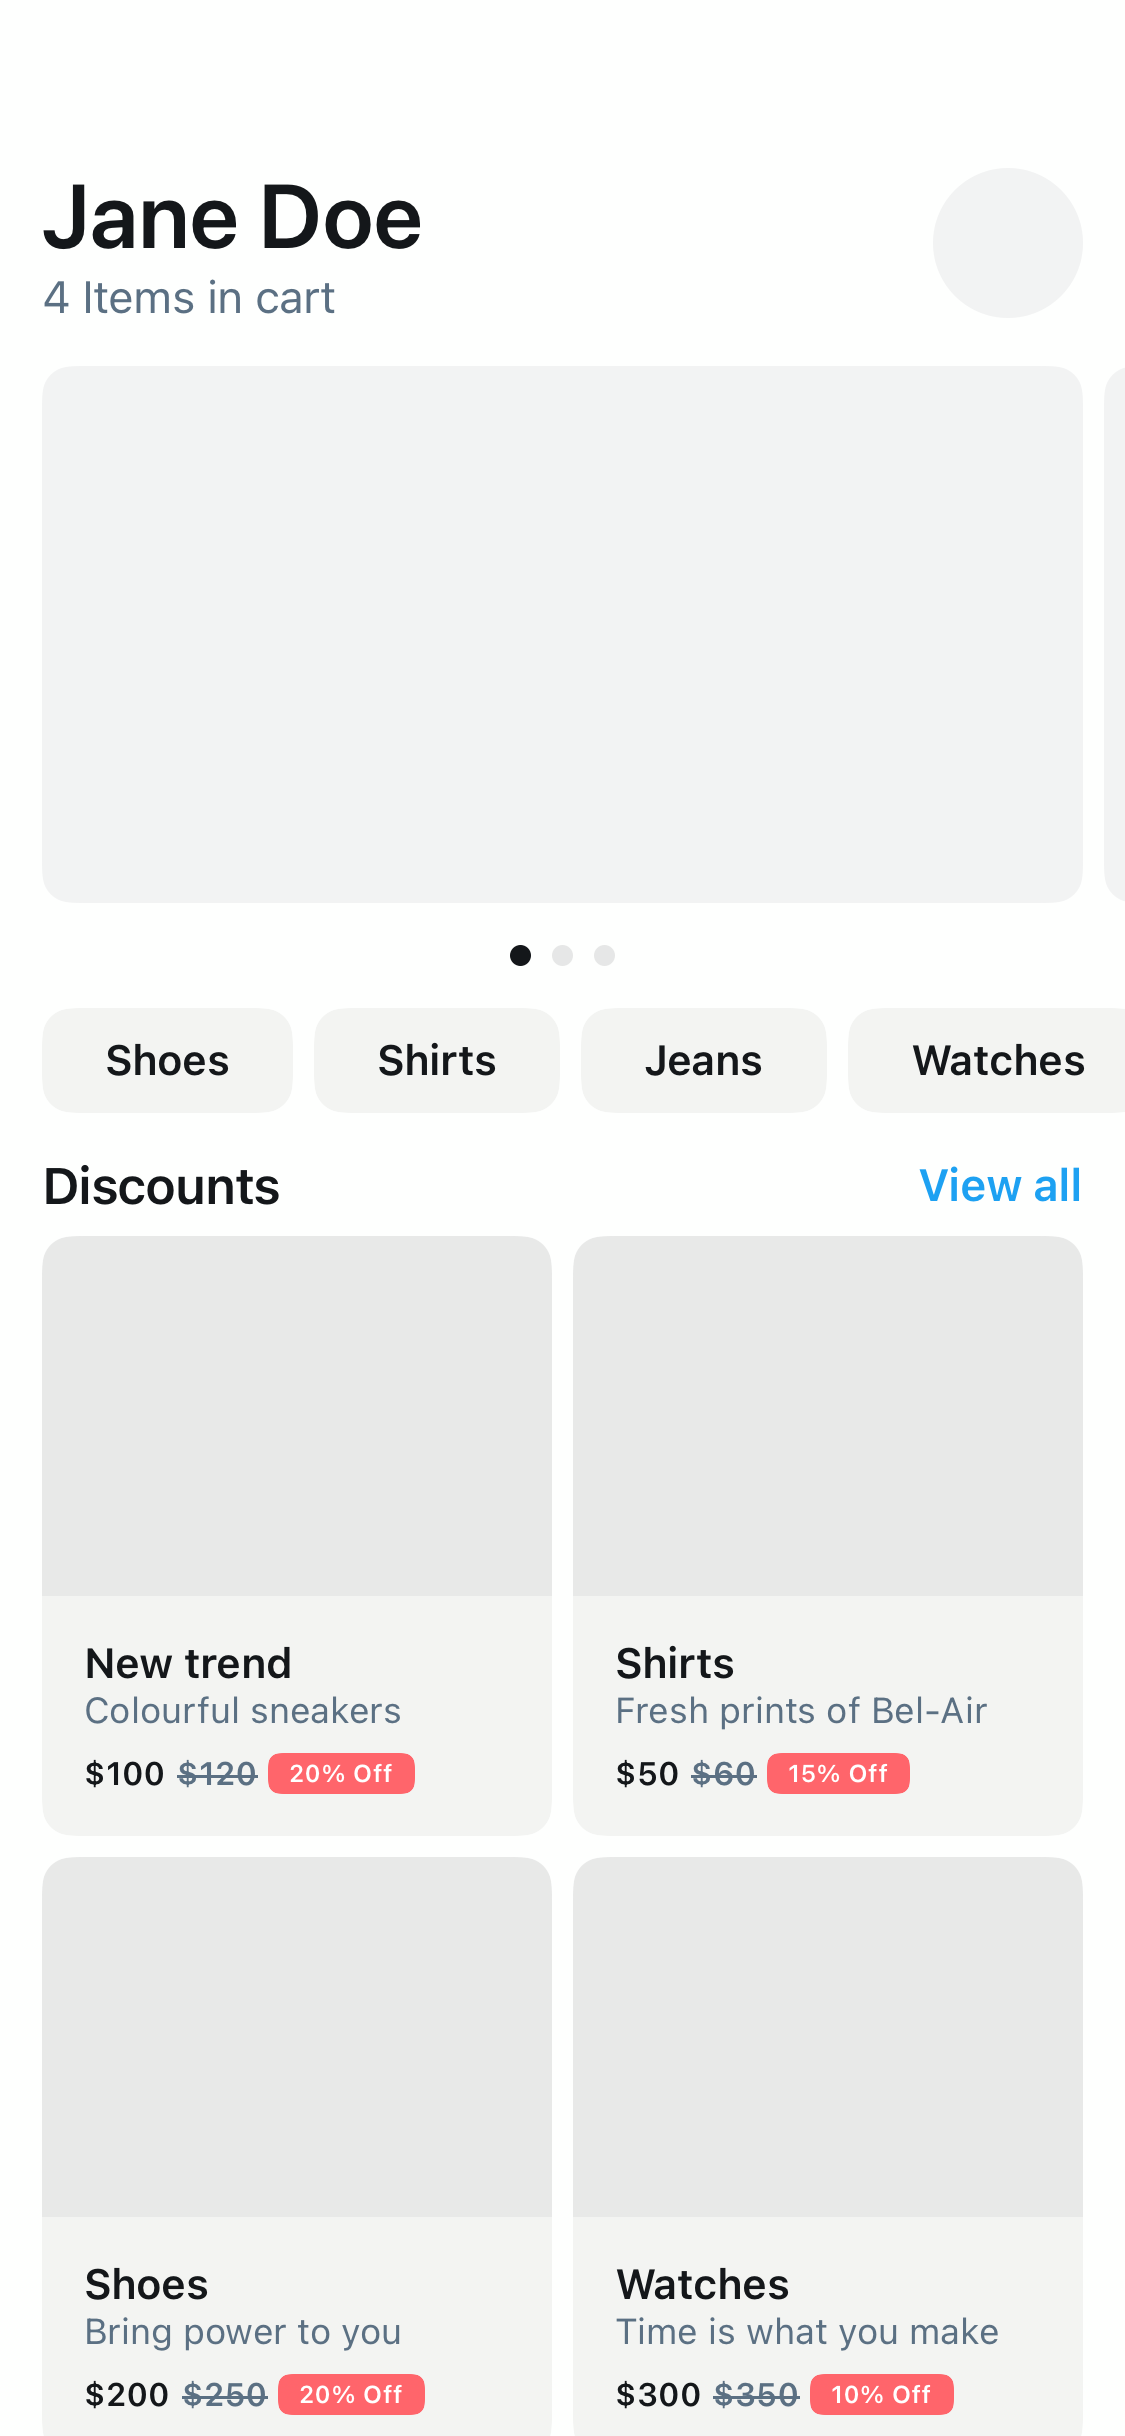 Jane Doe
4 Items in cart
Shoes Shirts Jeans Watches
Discounts View all
New trend
Colourful sneakers
$100 $120 20% Off
Shirts
Fresh prints of Bel-Air
$50 $60 15% Off
Shoes
Bring power to you
$200 $250 20% Off
Watches
Time is what you make
$300 $350 10% Off